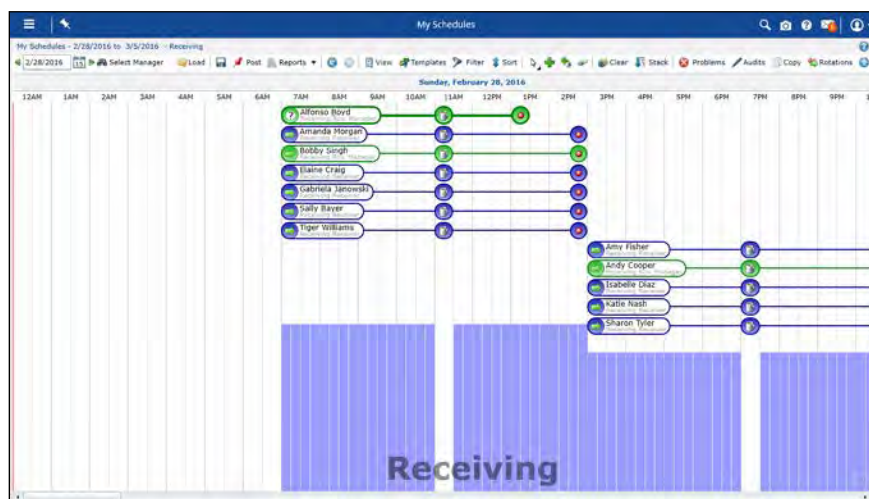 My Schedules
My Schedules - 2/28/2016 to 3/5/2016 - Receiving
2/28/2016 Select Manager Load Post Reports View Templates Filter Sort Clear Stack Problems Audits Copy Rotations
Sunday, February 28, 2016
12AM 1AM 2AM 3AM 4AM 5AM 6AM 7AM 8AM 9AM 10AM 11AM 12PM 1PM 2PM 3PM 4PM 5PM 6PM 7PM 8PM 9PM
Alfonso Boyd
Amanda Morgan
Bobby Singh
Elaine Craig
Gabriela Janowski
Sally Bayer
Tiger Williams
Amy Fisher
Andy Cooper
Isabelle Diaz
Katie Nash
Sharon Tyler
Receiving